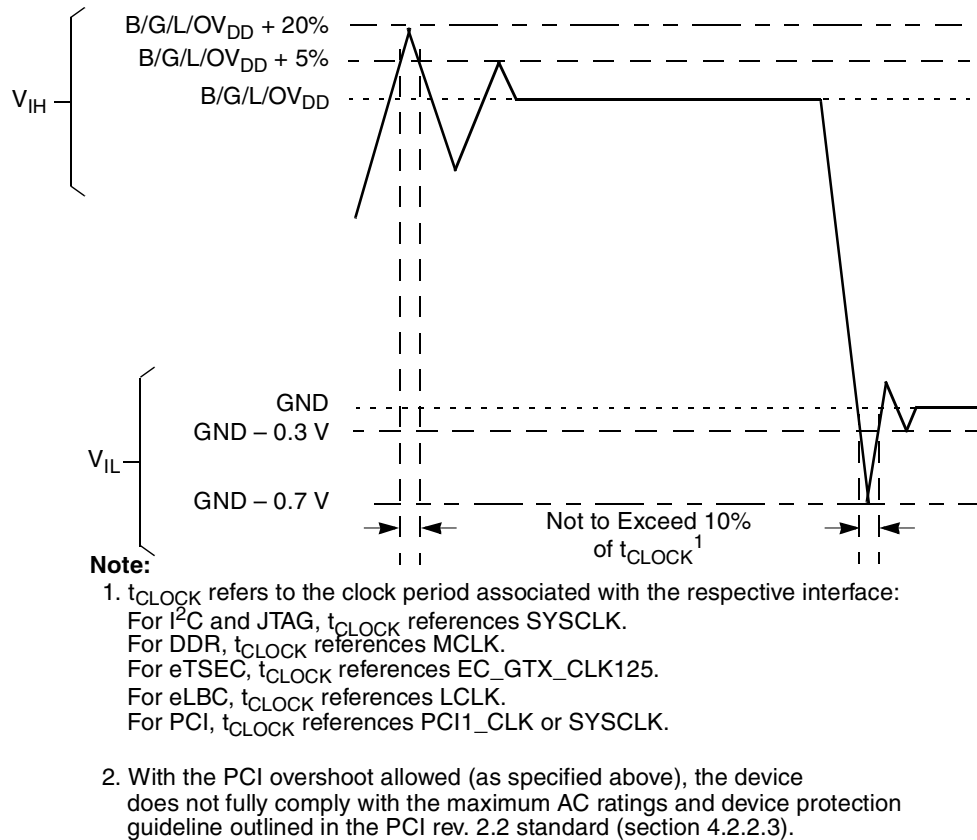 B/G/L/OV_DD + 20%
B/G/L/OV_DD + 5%
B/G/L/OV_DD
V_IH
GND
GND – 0.3 V
V_IL
GND – 0.7 V
Not to Exceed 10%
of t_CLOCK^1
Note:
1. t_CLOCK refers to the clock period associated with the respective interface:
For I^2C and JTAG, t_CLOCK references SYSCLK.
For DDR, t_CLOCK references MCLK.
For eTSEC, t_CLOCK references EC_GTX_CLK125.
For eLBC, t_CLOCK references LCLK.
For PCI, t_CLOCK references PCI1_CLK or SYSCLK.
2. With the PCI overshoot allowed (as specified above), the device
does not fully comply with the maximum AC ratings and device protection
guideline outlined in the PCI rev. 2.2 standard (section 4.2.2.3).